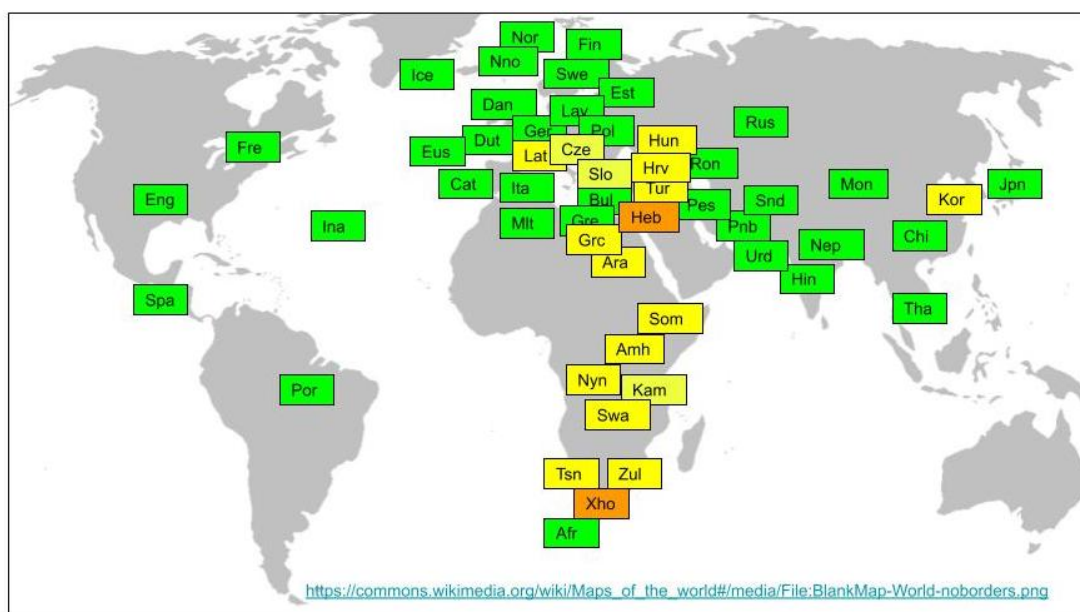 Nor
Fin
Nno
Ice
Swe
Est
Dan
Lav
Rus
Ger
Pol
Dut
Hun
Fre
Eus
Lat
Cze
Ron
Hrv
Slo
Cat
Ita
Tur
Mon
Jpn
Eng
Bul
Pes
Snd
Kor
Ina
Mlt
Gre
Heb
Pnb
Chi
Grc
Nep
Ara
Urd
Hin
Spa
Tha
Som
Amh
Nyn
Por
Kam
Swa
Tsn
Zul
Xho
Afr
https://commons.wikimedia.org/wiki/Maps_of_the_world#/media/File:BlankMap-World-noborders.png